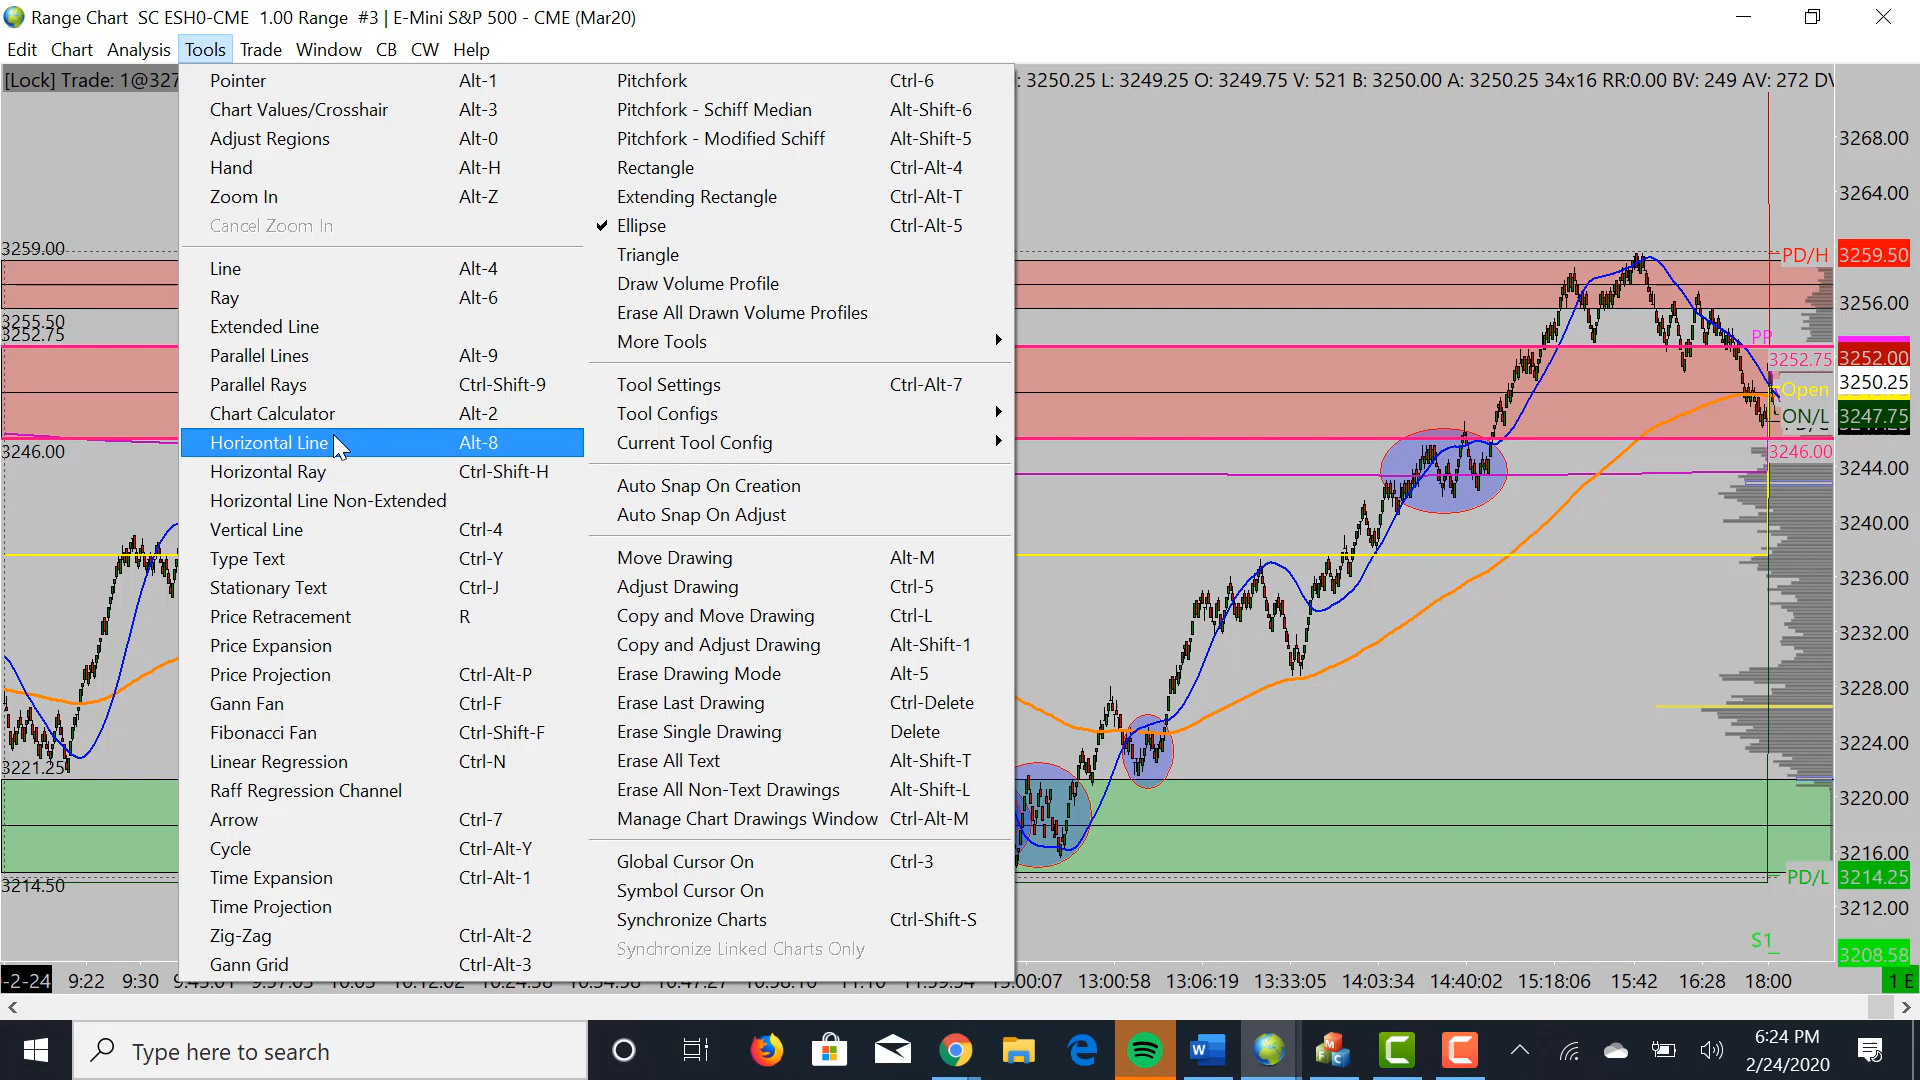 Range Chart  SC ESH0-CME  1.00 Range  #3 | E-Mini S&P 500 - CME (Mar20)
Edit Chart Analysis Tools Trade Window CB CW Help
[Lock] Trade: 1@327
: 3250.25 L: 3249.25 O: 3249.75 V: 521 B: 3250.00 A: 3250.25 34x16 RR:0.00 BV: 249 AV: 272 DV
Pointer Alt-1
Chart Values/Crosshair Alt-3
Adjust Regions Alt-0
Hand Alt-H
Zoom In Alt-Z
Cancel Zoom In
Line Alt-4
Ray Alt-6
Extended Line
Parallel Lines Alt-9
Parallel Rays Ctrl-Shift-9
Chart Calculator Alt-2
Horizontal Line Alt-8
Horizontal Ray Ctrl-Shift-H
Horizontal Line Non-Extended
Vertical Line Ctrl-4
Type Text Ctrl-Y
Stationary Text Ctrl-J
Price Retracement R
Price Expansion
Price Projection Ctrl-Alt-P
Gann Fan Ctrl-F
Fibonacci Fan Ctrl-Shift-F
Linear Regression Ctrl-N
Raff Regression Channel
Arrow Ctrl-7
Cycle Ctrl-Alt-Y
Time Expansion Ctrl-Alt-1
Time Projection
Zig-Zag Ctrl-Alt-2
Gann Grid Ctrl-Alt-3
Pitchfork Ctrl-6
Pitchfork - Schiff Median Alt-Shift-6
Pitchfork - Modified Schiff Alt-Shift-5
Rectangle Ctrl-Alt-4
Extending Rectangle Ctrl-Alt-T
Ellipse Ctrl-Alt-5
Triangle
Draw Volume Profile
Erase All Drawn Volume Profiles
More Tools
Tool Settings Ctrl-Alt-7
Tool Configs
Current Tool Config
Auto Snap On Creation
Auto Snap On Adjust
Move Drawing Alt-M
Adjust Drawing Ctrl-5
Copy and Move Drawing Ctrl-L
Copy and Adjust Drawing Alt-Shift-1
Erase Drawing Mode Alt-5
Erase Last Drawing Ctrl-Delete
Erase Single Drawing Delete
Erase All Text Alt-Shift-T
Erase All Non-Text Drawings Alt-Shift-L
Manage Chart Drawings Window Ctrl-Alt-M
Global Cursor On Ctrl-3
Symbol Cursor On
Synchronize Charts Ctrl-Shift-S
Synchronize Linked Charts Only
3259.00
3255.50
3252.75
3246.00
3221.25
3214.50
3268.00
3264.00
PD/H 3259.50
3256.00
PP
3252.75 3252.00
3250.25
Open
ON/L 3247.75
3246.00
3244.00
3240.00
3236.00
3232.00
3228.00
3224.00
3220.00
3216.00
PD/L 3214.25
3212.00
S1
3208.58
-2-24 9:22 9:30 13:00:58 13:06:19 13:33:05 14:03:34 14:40:02 15:18:06 15:42 16:28 18:00 1 E
Type here to search
6:24 PM
2/24/2020